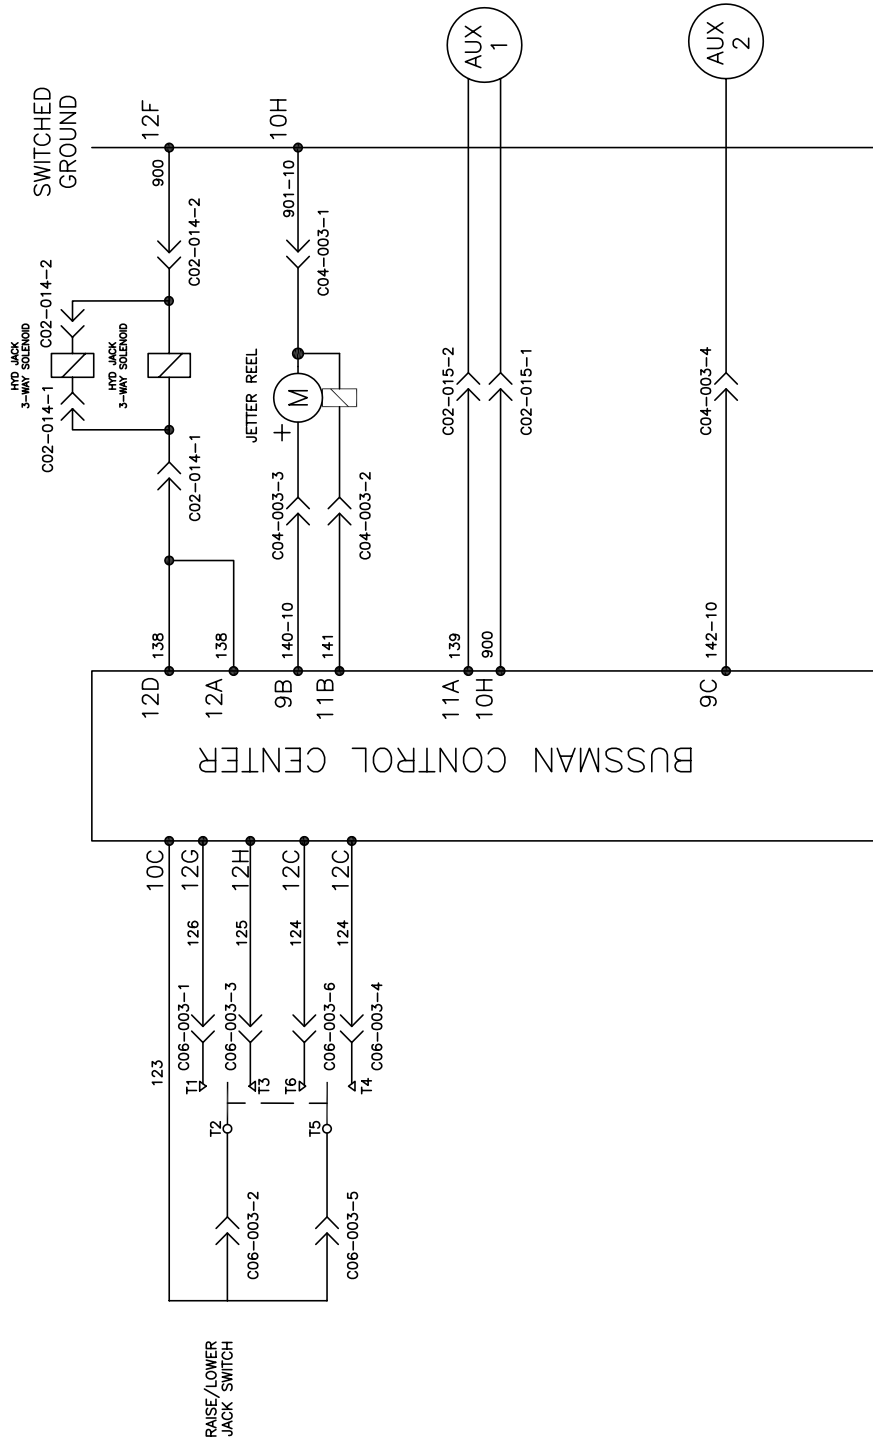 SWITCHED
GROUND
12F
10H
900
901-10
C02-014-2
C04-003-1
C02-014-2
HYD JACK
3-WAY SOLENOID
C02-014-1
HYD JACK
3-WAY SOLENOID
C02-014-1
JETTER REEL
M
+
C04-003-3
C04-003-2
AUX
1
C02-015-2
C02-015-1
AUX
2
C04-003-4
138
138
140-10
141
139
900
142-10
12D
12A
9B
11B
11A
10H
9C
BUSSMAN CONTROL CENTER
10C
12G
12H
12C
12C
123
126
125
124
124
C06-003-1
C06-003-3
C06-003-6
C06-003-4
T1
T3
T6
T4
T2
T5
C06-003-2
C06-003-5
RAISE/LOWER
JACK SWITCH